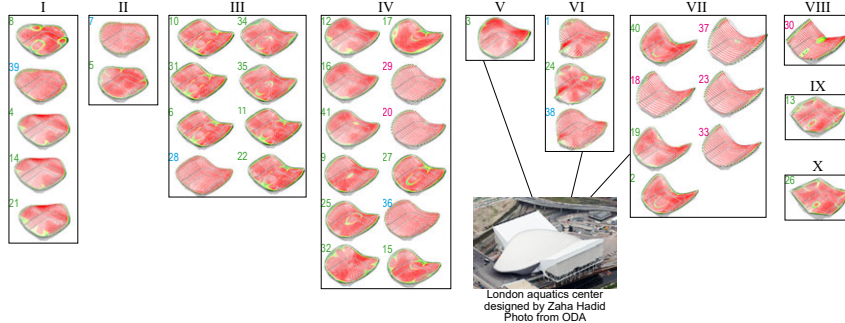 I II III IV V VI VII VIII
8 7 10 34 12 17 3 1 40 37 30
39 5 31 35 16 29 24 18 23
4 6 11 41 20 38 19 33
14 28 22 9 27 2
21 25 36
32 15
IX
13
X
26
London aquatics center
designed by Zaha Hadid
Photo from ODA